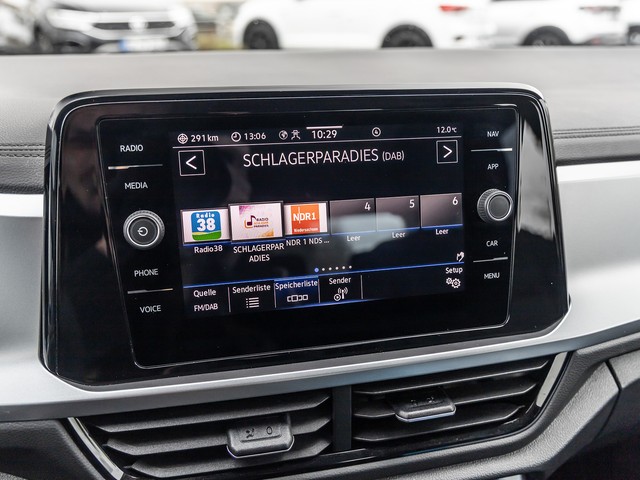 RADIO
MEDIA
PHONE
VOICE
NAV
APP
CAR
MENU
291 km 13:06 10:29 12.0°C
SCHLAGERPARADIES (DAB)
4 5 6
Radio 38
NDR1
Niedersachsen
Radio38
SCHLAGERPAR
ADIES
NDR 1 NDS ...
Leer Leer Leer
Setup
Quelle Senderliste Speicherliste Sender
FM/DAB